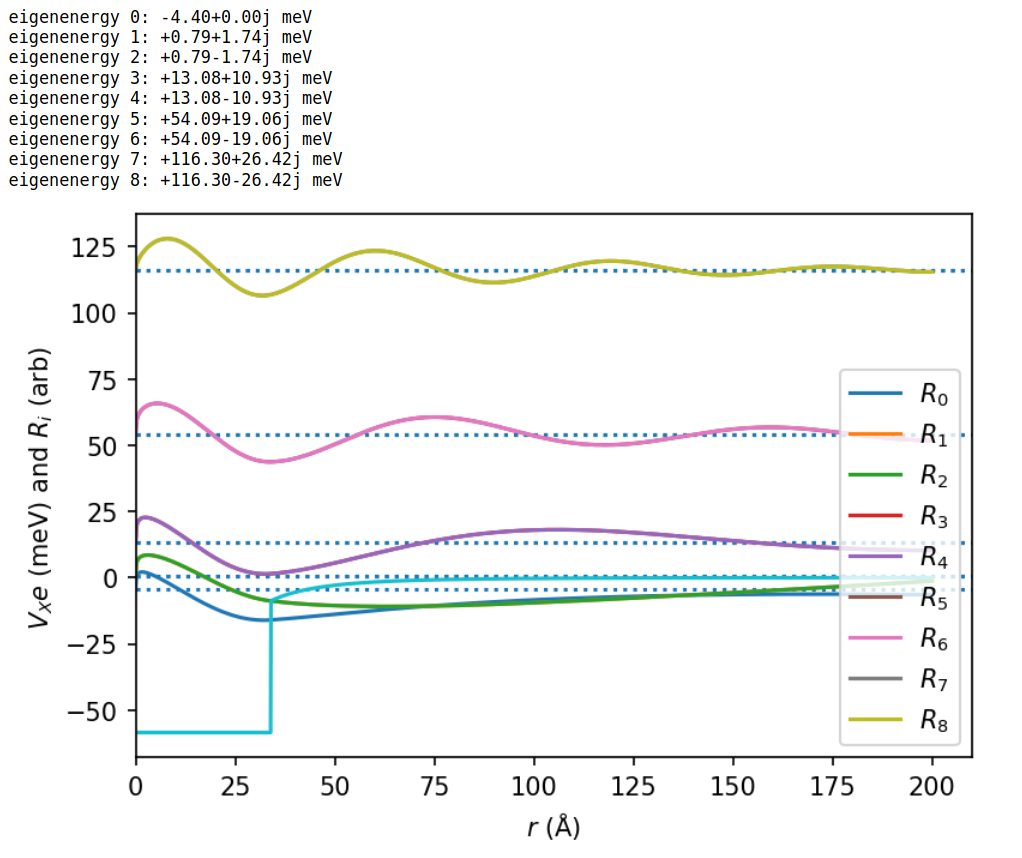 eigenenergy 0: -4.40+0.00j meV
eigenenergy 1: +0.79+1.74j meV
eigenenergy 2: +0.79-1.74j meV
eigenenergy 3: +13.08+10.93j meV
eigenenergy 4: +13.08-10.93j meV
eigenenergy 5: +54.09+19.06j meV
eigenenergy 6: +54.09-19.06j meV
eigenenergy 7: +116.30+26.42j meV
eigenenergy 8: +116.30-26.42j meV
125
100
75
50
25
0
−25
−50
V_X e (meV) and R_i (arb)
R_0
R_1
R_2
R_3
R_4
R_5
R_6
R_7
R_8
0 25 50 75 100 125 150 175 200
r (Å)